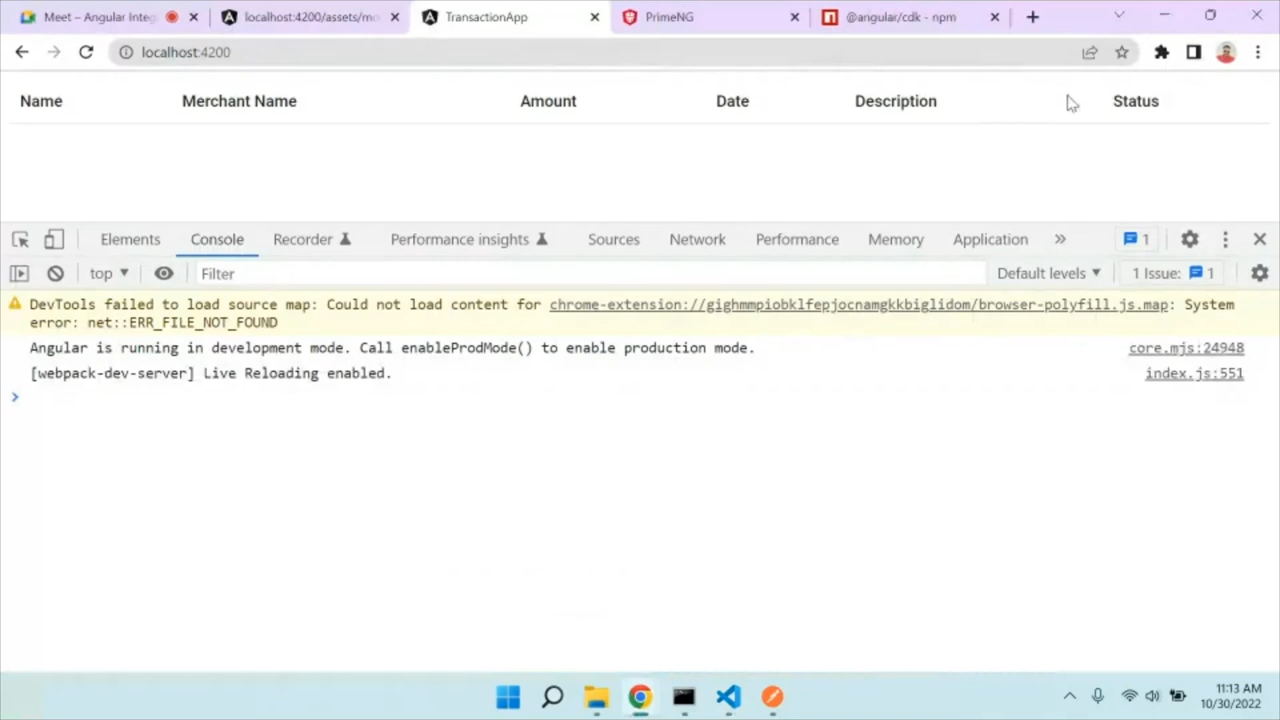 Meet – Angular Integ
localhost:4200/assets/mo
TransactionApp
PrimeNG
@angular/cdk - npm
localhost:4200
Name Merchant Name Amount Date Description Status
Elements Console Recorder Performance insights Sources Network Performance Memory Application » 1
top Filter Default levels 1 Issue: 1
DevTools failed to load source map: Could not load content for chrome-extension://gighmmpiobklfepjocnamgkkbiglidom/browser-polyfill.js.map: System
error: net::ERR_FILE_NOT_FOUND
Angular is running in development mode. Call enableProdMode() to enable production mode. core.mjs:24948
[webpack-dev-server] Live Reloading enabled. index.js:551
11:13 AM
10/30/2022